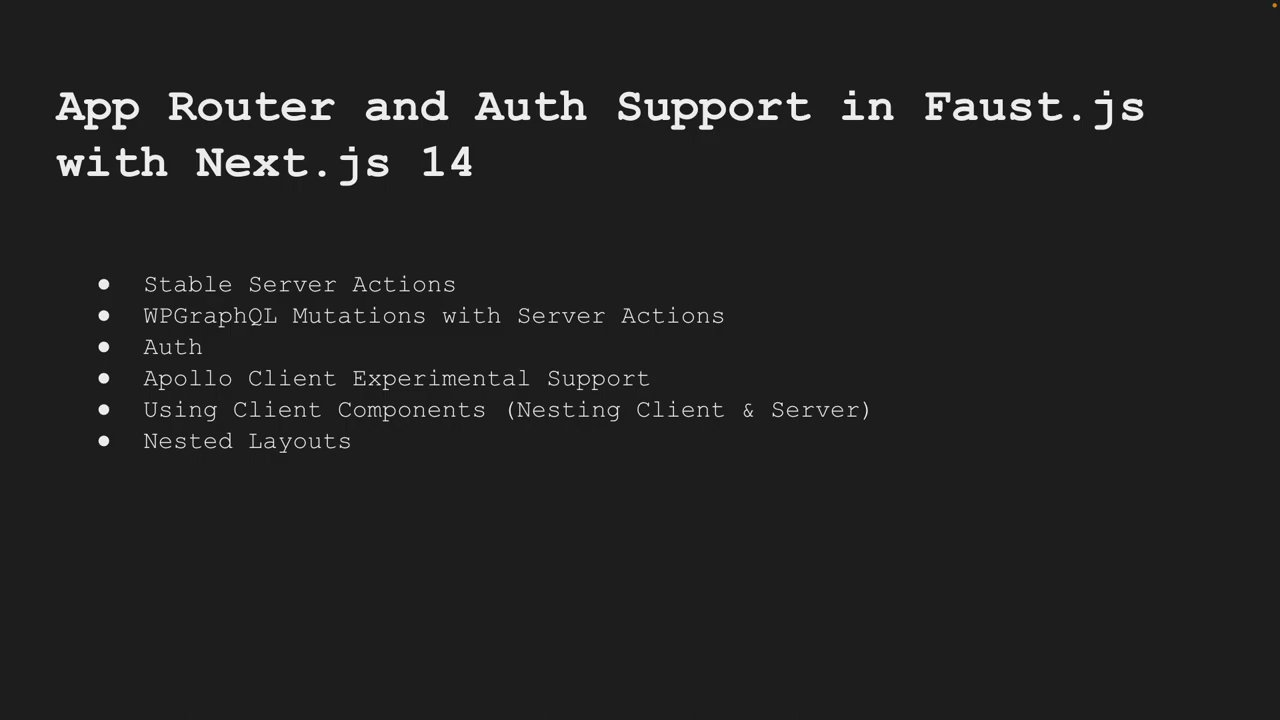 App Router and Auth Support in Faust.js
with Next.js 14
● Stable Server Actions
● WPGraphQL Mutations with Server Actions
● Auth
● Apollo Client Experimental Support
● Using Client Components (Nesting Client & Server)
● Nested Layouts